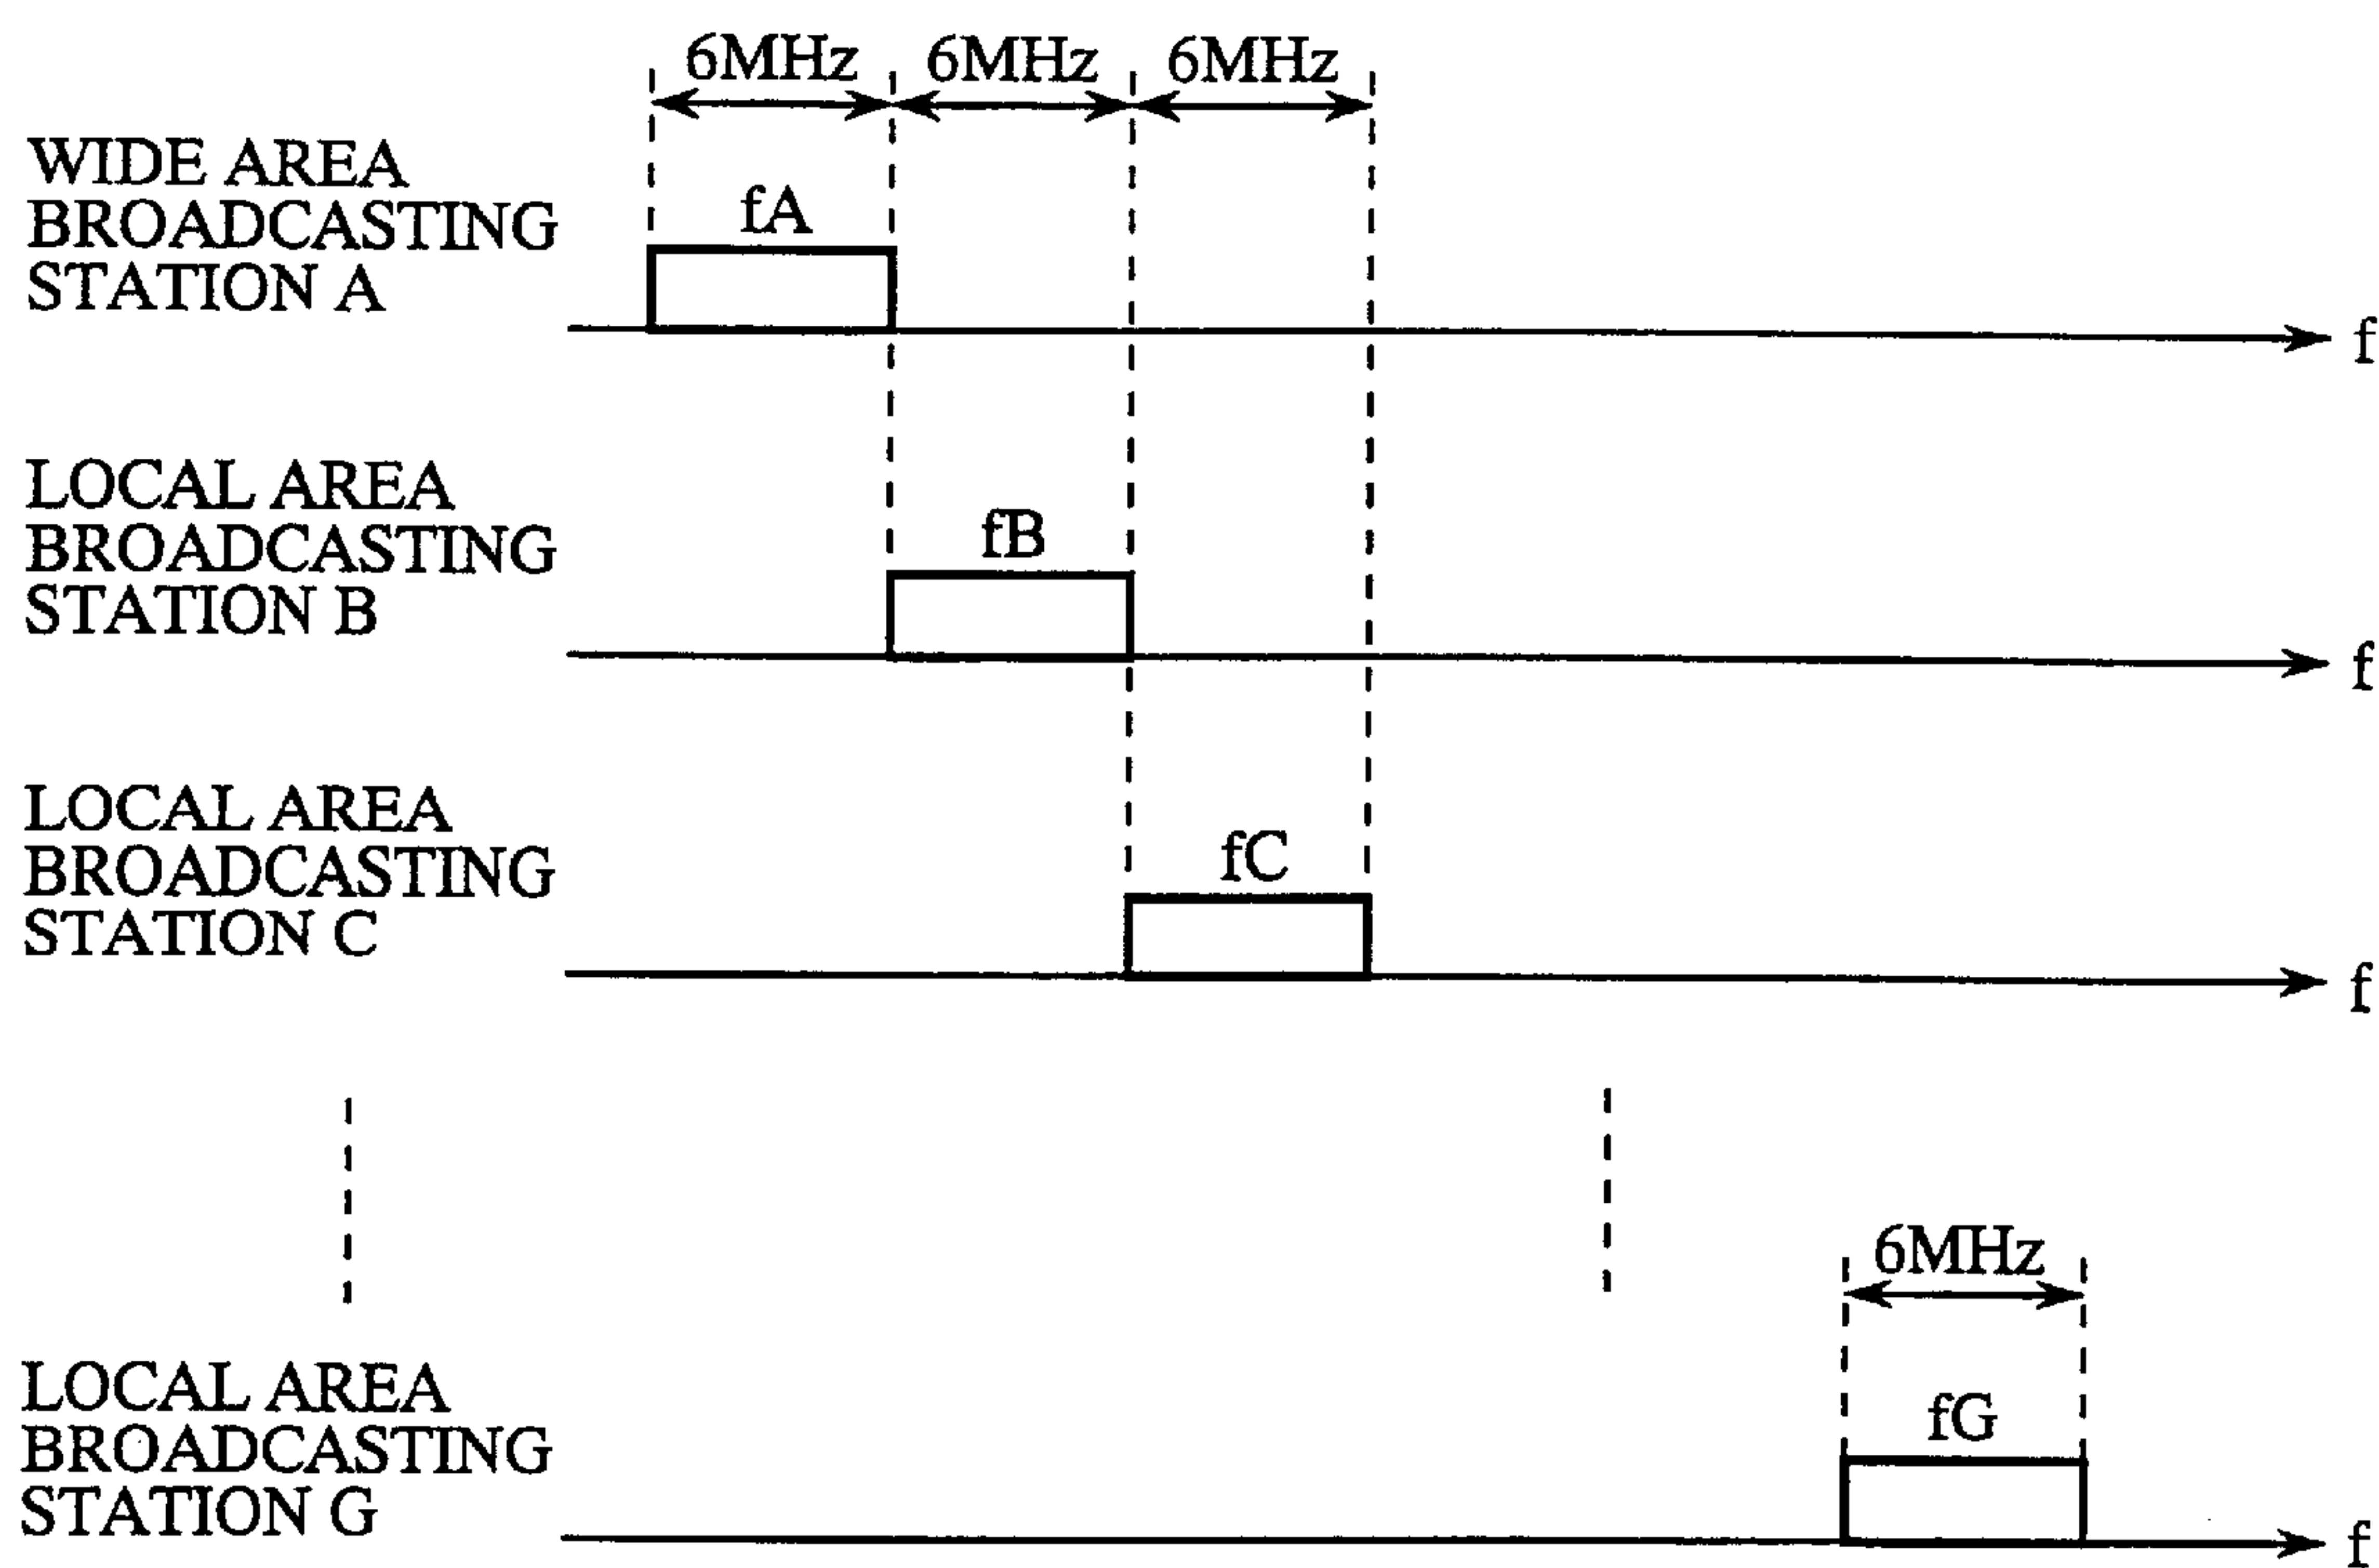 6MHz 6MHz 6MHz
WIDE AREA
BROADCASTING
STATION A
fA
f
LOCAL AREA
BROADCASTING
STATION B
fB
f
LOCAL AREA
BROADCASTING
STATION C
fC
f
6MHz
LOCAL AREA
BROADCASTING
STATION G
fG
f